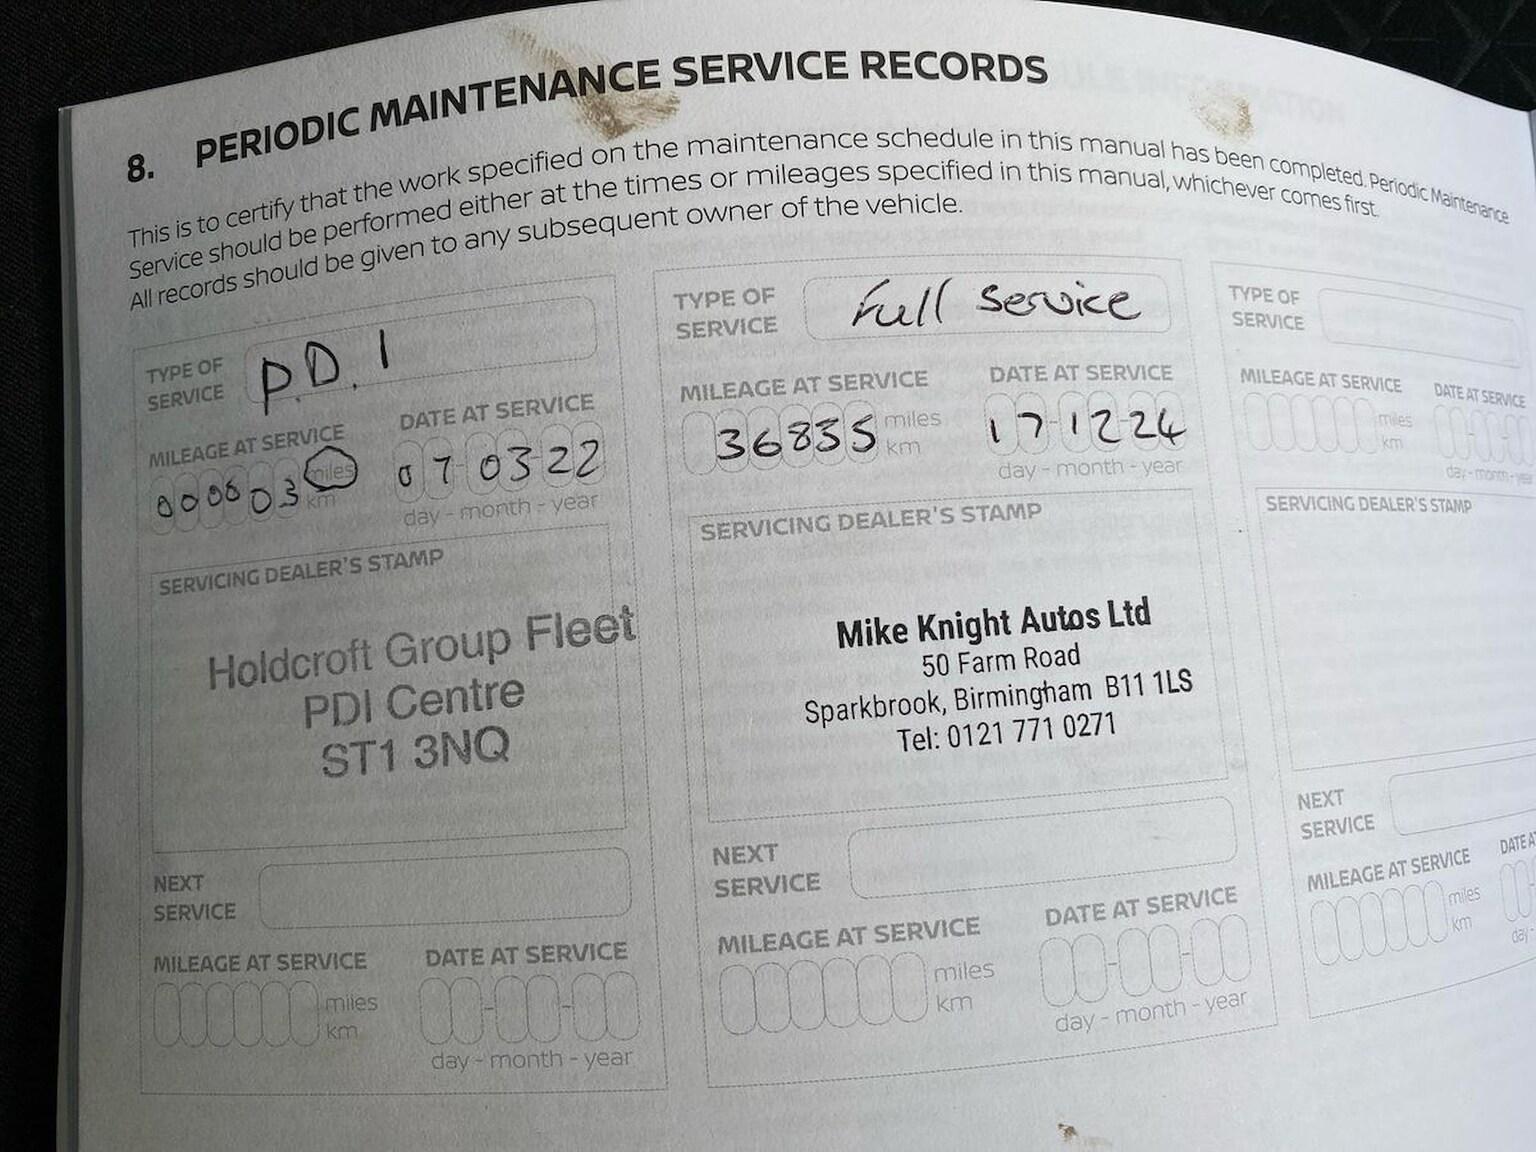 8. PERIODIC MAINTENANCE SERVICE RECORDS
This is to certify that the work specified on the maintenance schedule in this manual has been completed. Periodic Maintenance
Service should be performed either at the times or mileages specified in this manual, whichever comes first.
All records should be given to any subsequent owner of the vehicle.
TYPE OF
SERVICE
P.D.I
MILEAGE AT SERVICE
DATE AT SERVICE
000003 miles
km
07-03-22
day - month - year
SERVICING DEALER'S STAMP
Holdcroft Group Fleet
PDI Centre
ST1 3NQ
NEXT
SERVICE
MILEAGE AT SERVICE
DATE AT SERVICE
miles
km
day - month - year
TYPE OF
SERVICE
Full Service
MILEAGE AT SERVICE
DATE AT SERVICE
36835 miles
km
17-12-24
day - month - year
SERVICING DEALER'S STAMP
Mike Knight Autos Ltd
50 Farm Road
Sparkbrook, Birmingham B11 1LS
Tel: 0121 771 0271
NEXT
SERVICE
MILEAGE AT SERVICE
DATE AT SERVICE
miles
km
day - month - year
TYPE OF
SERVICE
MILEAGE AT SERVICE
DATE AT SERVICE
miles
km
day - month - year
SERVICING DEALER'S STAMP
NEXT
SERVICE
MILEAGE AT SERVICE
DATE A
miles
km
day -